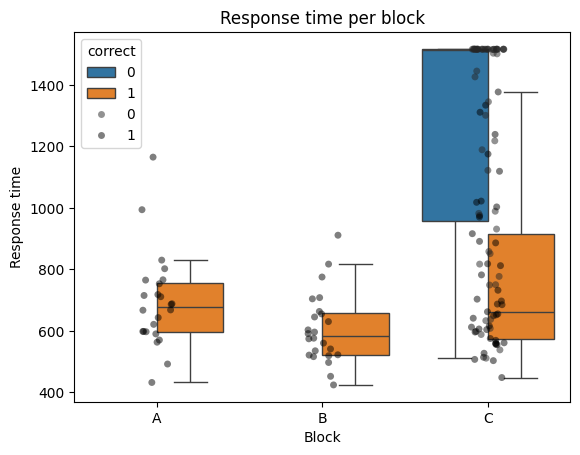 Response time per block
correct
0
1
0
1
Response time
1400
1200
1000
800
600
400
A B C
Block